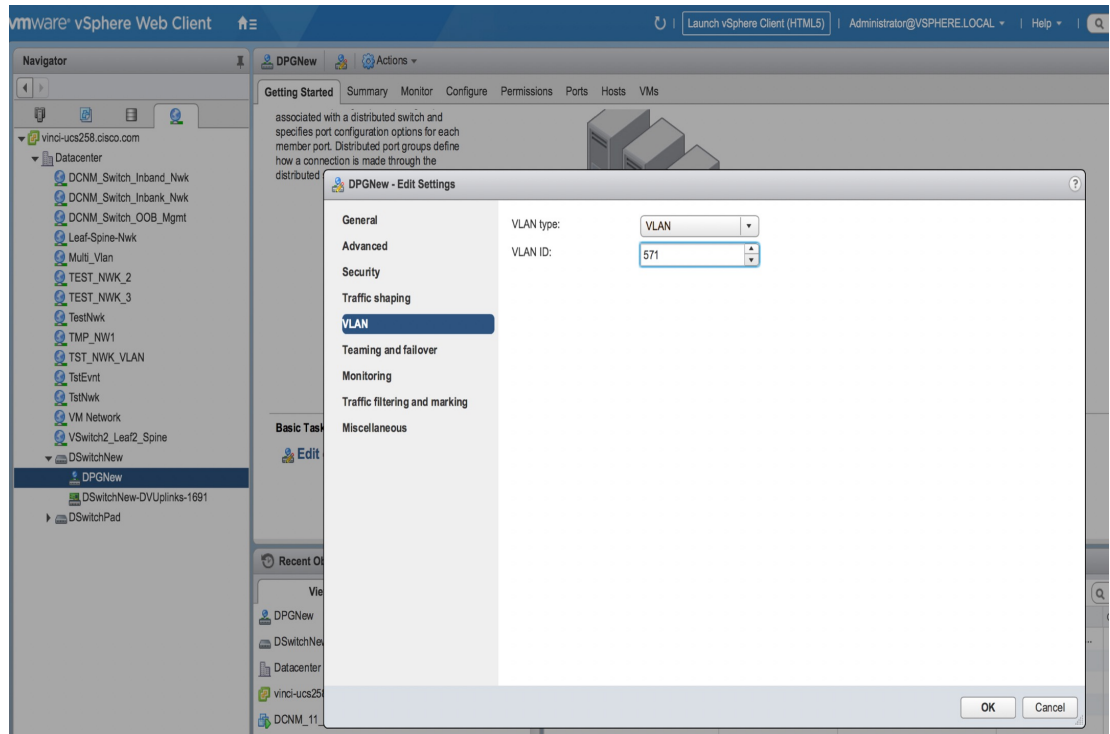 vmware® vSphere Web Client
Launch vSphere Client (HTML5) | Administrator@VSPHERE.LOCAL | Help
Navigator
DPGNew Actions
Getting Started Summary Monitor Configure Permissions Ports Hosts VMs
vinci-ucs258.cisco.com
Datacenter
DCNM_Switch_Inband_Nwk
DCNM_Switch_Inbank_Nwk
DCNM_Switch_OOB_Mgmt
Leaf-Spine-Nwk
Multi_Vlan
TEST_NWK_2
TEST_NWK_3
TestNwk
TMP_NW1
TST_NWK_VLAN
TstEvnt
TstNwk
VM Network
VSwitch2_Leaf2_Spine
DSwitchNew
DPGNew
DSwitchNew-DVUplinks-1691
DSwitchPad
associated with a distributed switch and
specifies port configuration options for each
member port. Distributed port groups define
how a connection is made through the
distributed
Basic Task
Edit
DPGNew - Edit Settings
?
General
Advanced
Security
Traffic shaping
VLAN
Teaming and failover
Monitoring
Traffic filtering and marking
Miscellaneous
VLAN type: VLAN
VLAN ID: 571
OK Cancel
Recent Ob
Vie
DPGNew
DSwitchNew
Datacenter
vinci-ucs258
DCNM_11_